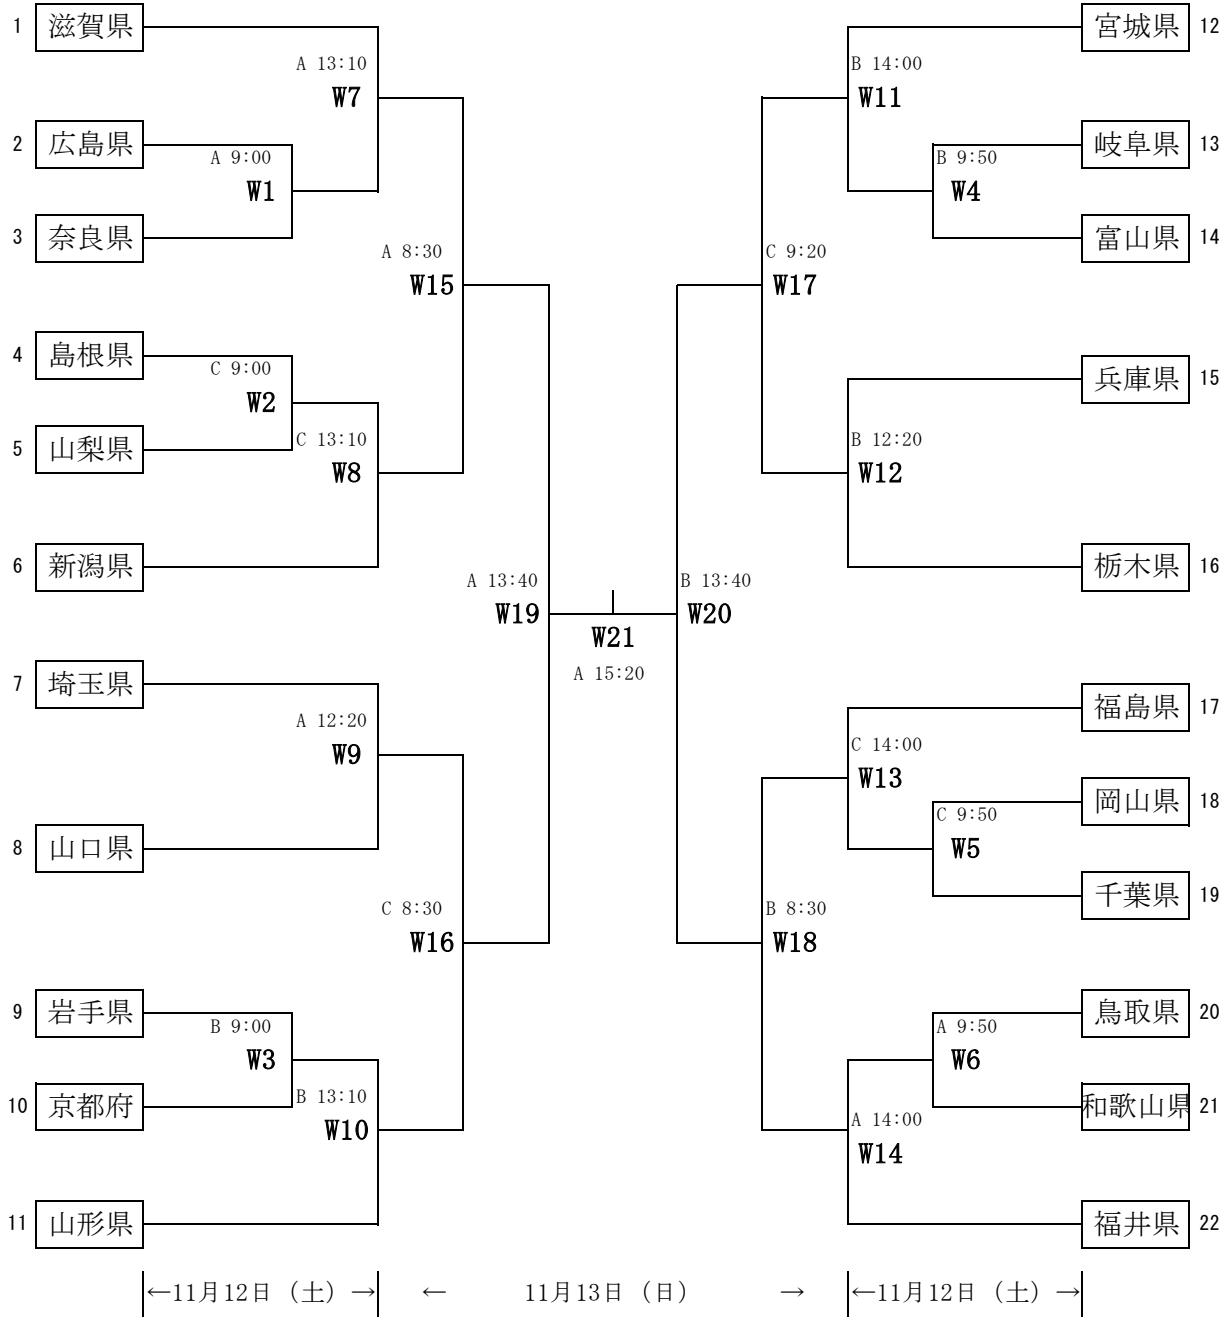 1 滋賀県
A 13:10
W7
2 広島県
A 9:00
W1
3 奈良県
A 8:30
W15
4 島根県
C 9:00
W2
5 山梨県
C 13:10
W8
6 新潟県
A 13:40
W19
7 埼玉県
A 12:20
W9
8 山口県
C 8:30
W16
9 岩手県
B 9:00
W3
10 京都府
B 13:10
W10
11 山形県
W21
A 15:20
宮城県 12
B 14:00
W11
岐阜県 13
B 9:50
W4
富山県 14
C 9:20
W17
兵庫県 15
B 12:20
W12
栃木県 16
B 13:40
W20
福島県 17
C 14:00
W13
岡山県 18
C 9:50
W5
千葉県 19
B 8:30
W18
鳥取県 20
A 9:50
W6
和歌山県 21
A 14:00
W14
福井県 22
←11月12日（土）→ ← 11月13日（日） → ←11月12日（土）→